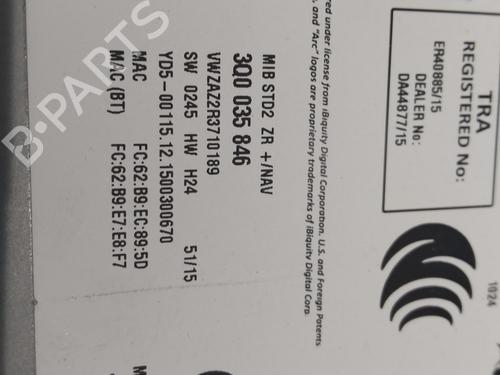 TRA
REGISTERED No:
ER40885/15
DEALER No:
DA44877/15
1024
red under license from iBiquity Digital Corporation. U.S. and Foreign Patents
, and "Arc" logos are proprietary trademarks of iBiquity Digital Corp.
MIB STD2 ZR +/NAV
3Q0 035 846
VWZAZ2R3710189
SW 0245 HW H24 51/15
YD5-00115.12.1500300670
MAC FC:62:B9:EC:89:5D
MAC (BT) FC:62:B9:E7:E8:F7
B-PARTS